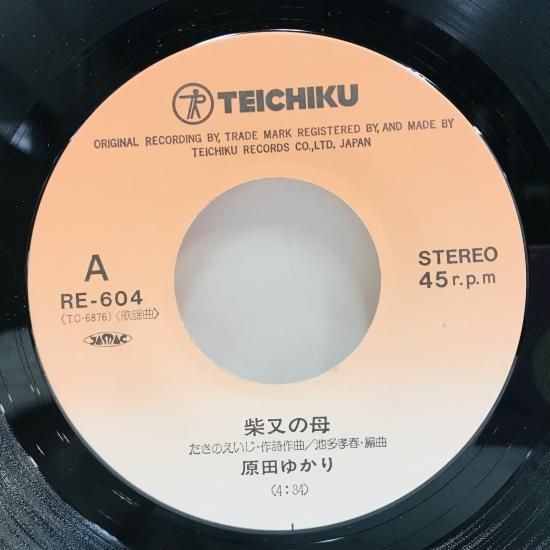 TEICHIKU
ORIGINAL RECORDING BY, TRADE MARK REGISTERED BY, AND MADE BY
TEICHIKU RECORDS CO.,LTD. JAPAN
A
STEREO
45 r.p.m
RE-604
(TC-6876)〈歌謡曲〉
JASRAC
柴又の母
たきのえいじ・作詩作曲/池多孝春・編曲
原田ゆかり
(4:34)